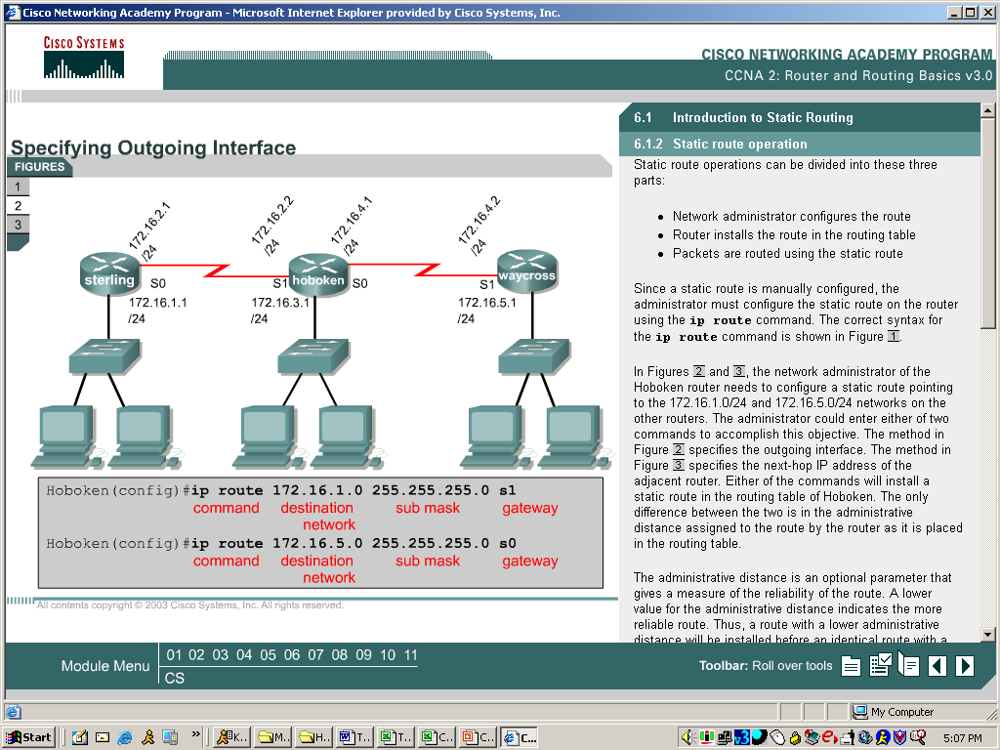 Cisco Networking Academy Program - Microsoft Internet Explorer provided by Cisco Systems, Inc.
CISCO SYSTEMS
CISCO NETWORKING ACADEMY PROGRAM
CCNA 2: Router and Routing Basics v3.0
Specifying Outgoing Interface
FIGURES
1
2
3
172.16.2.1
/24
172.16.2.2
/24
172.16.4.1
/24
172.16.4.2
/24
sterling
S0
S1
hoboken
S0
S1
waycross
172.16.1.1
/24
172.16.3.1
/24
172.16.5.1
/24
Hoboken(config)#ip route 172.16.1.0 255.255.255.0 s1
command destination sub mask gateway
network
Hoboken(config)#ip route 172.16.5.0 255.255.255.0 s0
command destination sub mask gateway
network
All contents copyright © 2003 Cisco Systems, Inc. All rights reserved.
6.1 Introduction to Static Routing
6.1.2 Static route operation
Static route operations can be divided into these three
parts:
• Network administrator configures the route
• Router installs the route in the routing table
• Packets are routed using the static route
Since a static route is manually configured, the
administrator must configure the static route on the router
using the ip route command. The correct syntax for
the ip route command is shown in Figure 1.
In Figures 2 and 3, the network administrator of the
Hoboken router needs to configure a static route pointing
to the 172.16.1.0/24 and 172.16.5.0/24 networks on the
other routers. The administrator could enter either of two
commands to accomplish this objective. The method in
Figure 2 specifies the outgoing interface. The method in
Figure 3 specifies the next-hop IP address of the
adjacent router. Either of the commands will install a
static route in the routing table of Hoboken. The only
difference between the two is in the administrative
distance assigned to the route by the router as it is placed
in the routing table.
The administrative distance is an optional parameter that
gives a measure of the reliability of the route. A lower
value for the administrative distance indicates the more
reliable route. Thus, a route with a lower administrative
distance will be installed before an identical route with a
Module Menu
01 02 03 04 05 06 07 08 09 10 11
CS
Toolbar: Roll over tools
My Computer
Start
»
K...
M...
H...
T...
T...
C...
C...
C...
5:07 PM